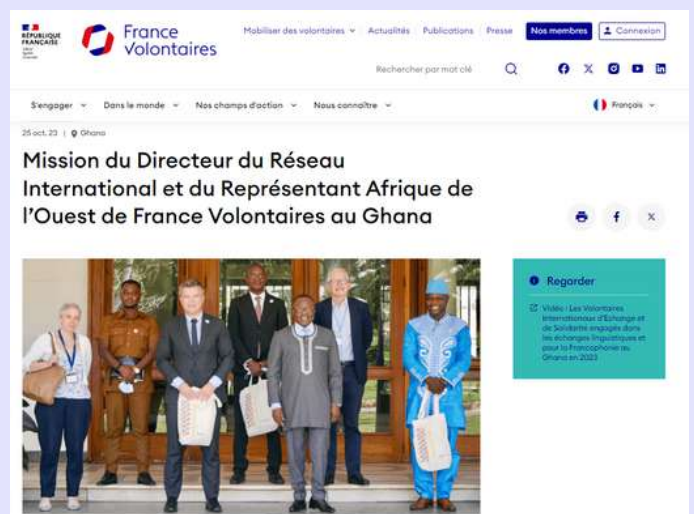 RÉPUBLIQUE
FRANÇAISE
France
Volontaires
Mobiliser des volontaires
Actualités
Publications
Presse
Nos membres
Connexion
Rechercher par mot clé
S'engager
Dans le monde
Nos champs d'action
Nous connaître
Français
25 oct. 23 | Ghana
Mission du Directeur du Réseau
International et du Représentant Afrique de
l'Ouest de France Volontaires au Ghana
Regarder
Vidéo : Les Volontaires
Internationaux d'Échange et
de Solidarité engagés dans
les échanges linguistiques et
pour la Francophonie au
Ghana en 2023